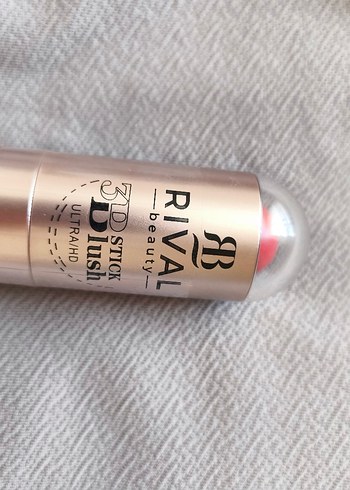 RB
RIVAL
beauty
3D STICK
Blush
ULTRA/HD